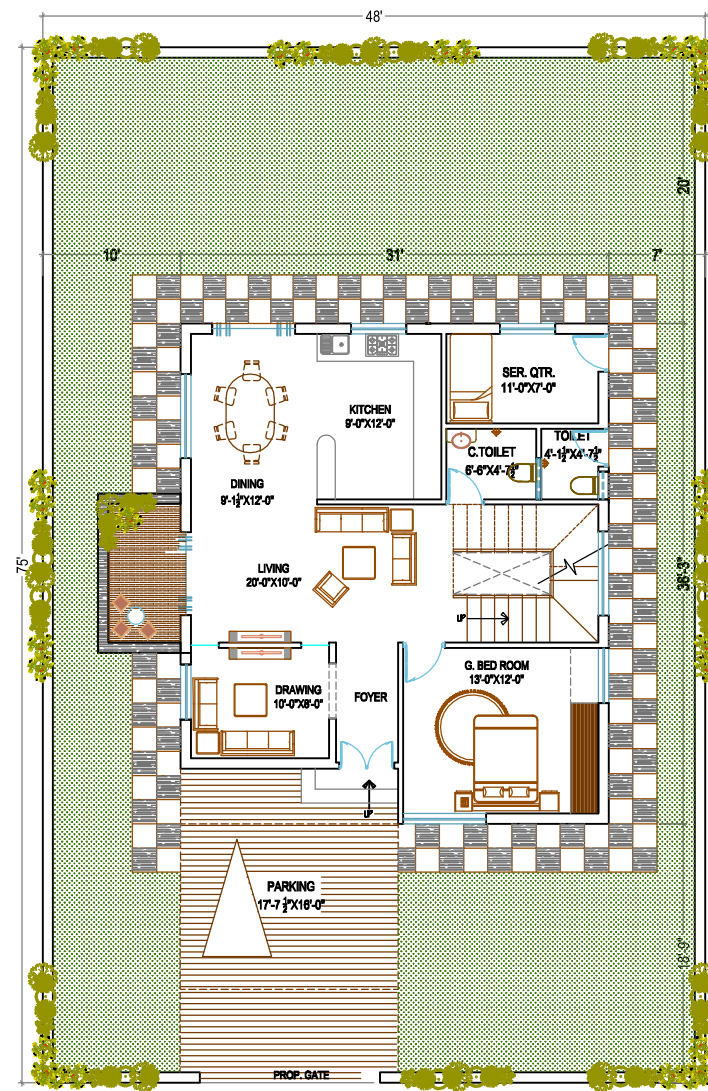 48'
20'
10'
31'
7'
SER. QTR.
11'-0"X7'-0"
KITCHEN
9'-0"X12'-0"
C.TOILET
6'-6"X4'-7½"
TOILET
4'-1½"X4'-7½"
DINING
9'-1½"X12'-0"
75'
LIVING
20'-0"X10'-0"
36'-3"
UP
G. BED ROOM
13'-0"X12'-0"
DRAWING
10'-0"X8'-0"
FOYER
UP
PARKING
17'-7 ½"X16'-0"
18'-9"
PROP. GATE